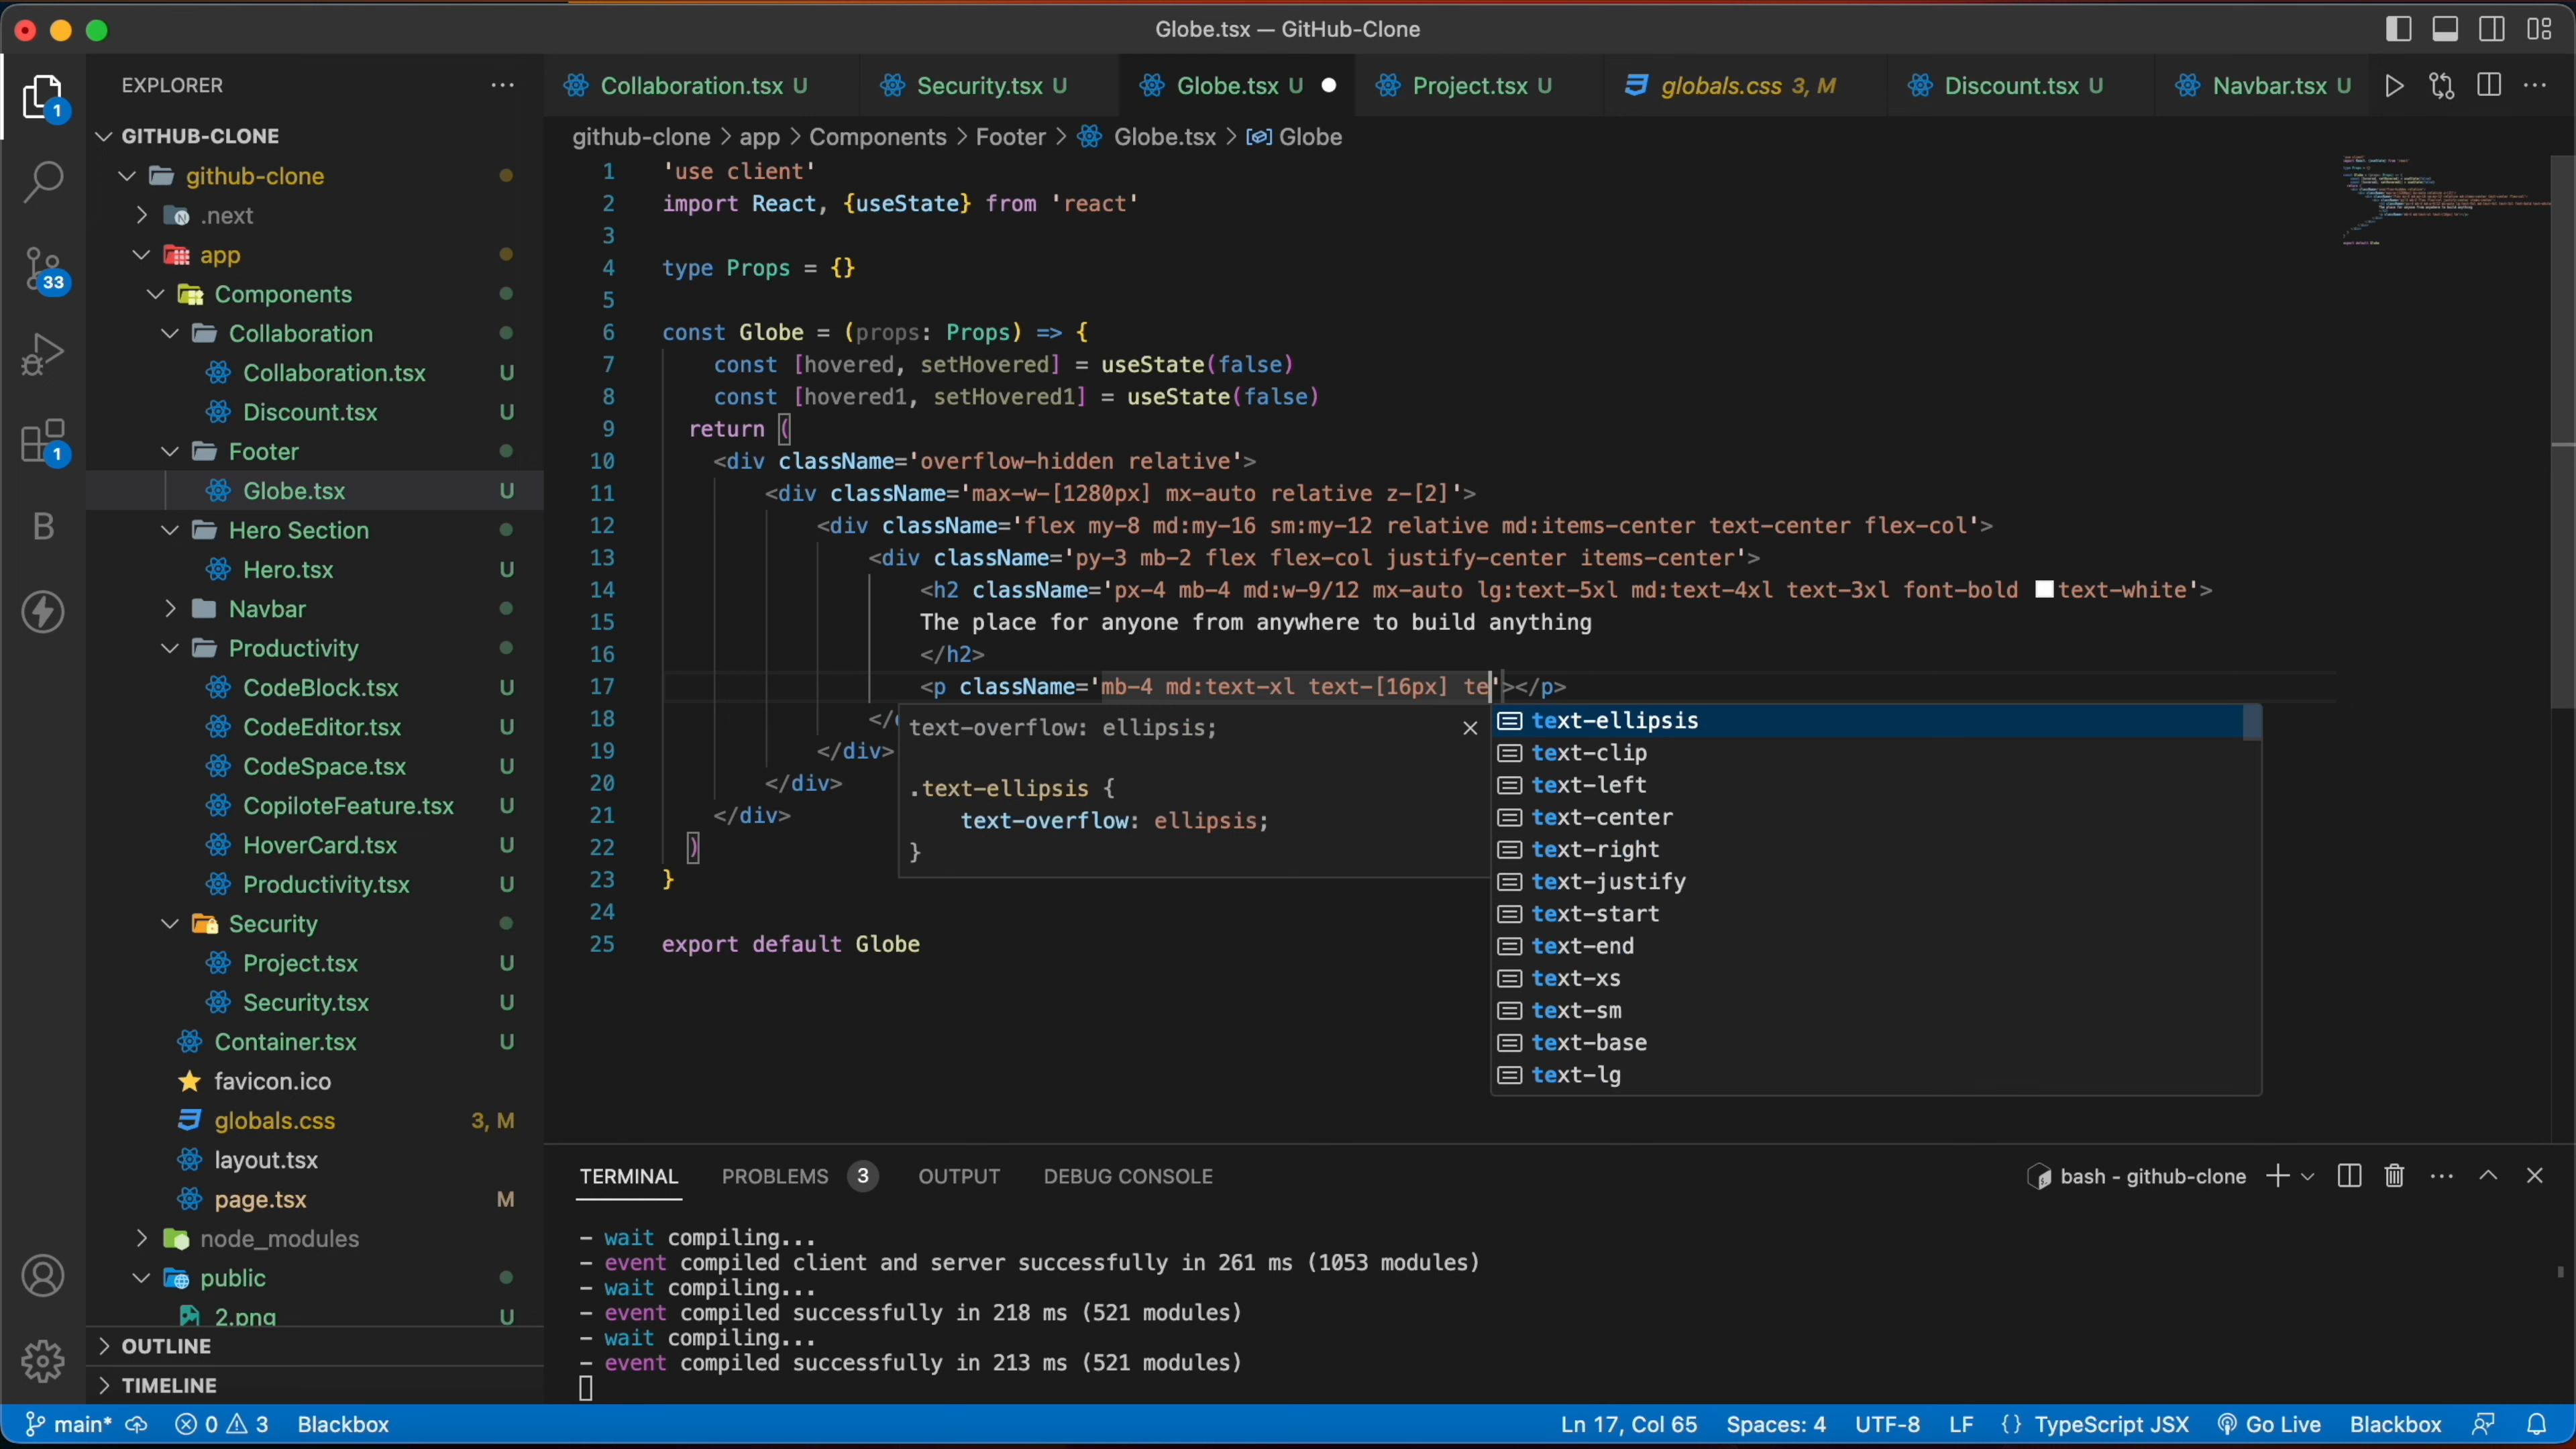 Globe.tsx — GitHub-Clone
EXPLORER
GITHUB-CLONE
github-clone
.next
app
Components
Collaboration
Collaboration.tsx U
Discount.tsx U
Footer
Globe.tsx U
Hero Section
Hero.tsx U
Navbar
Productivity
CodeBlock.tsx U
CodeEditor.tsx U
CodeSpace.tsx U
CopiloteFeature.tsx U
HoverCard.tsx U
Productivity.tsx U
Security
Project.tsx U
Security.tsx U
Container.tsx U
favicon.ico
globals.css 3, M
layout.tsx
page.tsx M
node_modules
public
2.png U
OUTLINE
TIMELINE
1
33
1
B
Collaboration.tsx U Security.tsx U Globe.tsx U Project.tsx U globals.css 3, M Discount.tsx U Navbar.tsx U
github-clone > app > Components > Footer > Globe.tsx > Globe
1 'use client'
2 import React, {useState} from 'react'
3
4 type Props = {}
5
6 const Globe = (props: Props) => {
7 const [hovered, setHovered] = useState(false)
8 const [hovered1, setHovered1] = useState(false)
9 return (
10 <div className='overflow-hidden relative'>
11 <div className='max-w-[1280px] mx-auto relative z-[2]'>
12 <div className='flex my-8 md:my-16 sm:my-12 relative md:items-center text-center flex-col'>
13 <div className='py-3 mb-2 flex flex-col justify-center items-center'>
14 <h2 className='px-4 mb-4 md:w-9/12 mx-auto lg:text-5xl md:text-4xl text-3xl font-bold text-white'>
15 The place for anyone from anywhere to build anything
16 </h2>
17 <p className='mb-4 md:text-xl text-[16px] te'></p>
18 </
19 </div>
20 </div>
21 </div>
22 )
23 }
24
25 export default Globe
text-overflow: ellipsis;
.text-ellipsis {
text-overflow: ellipsis;
}
text-ellipsis
text-clip
text-left
text-center
text-right
text-justify
text-start
text-end
text-xs
text-sm
text-base
text-lg
TERMINAL PROBLEMS 3 OUTPUT DEBUG CONSOLE
bash - github-clone
- wait compiling...
- event compiled client and server successfully in 261 ms (1053 modules)
- wait compiling...
- event compiled successfully in 218 ms (521 modules)
- wait compiling...
- event compiled successfully in 213 ms (521 modules)
main* 0 3 Blackbox
Ln 17, Col 65 Spaces: 4 UTF-8 LF {} TypeScript JSX Go Live Blackbox